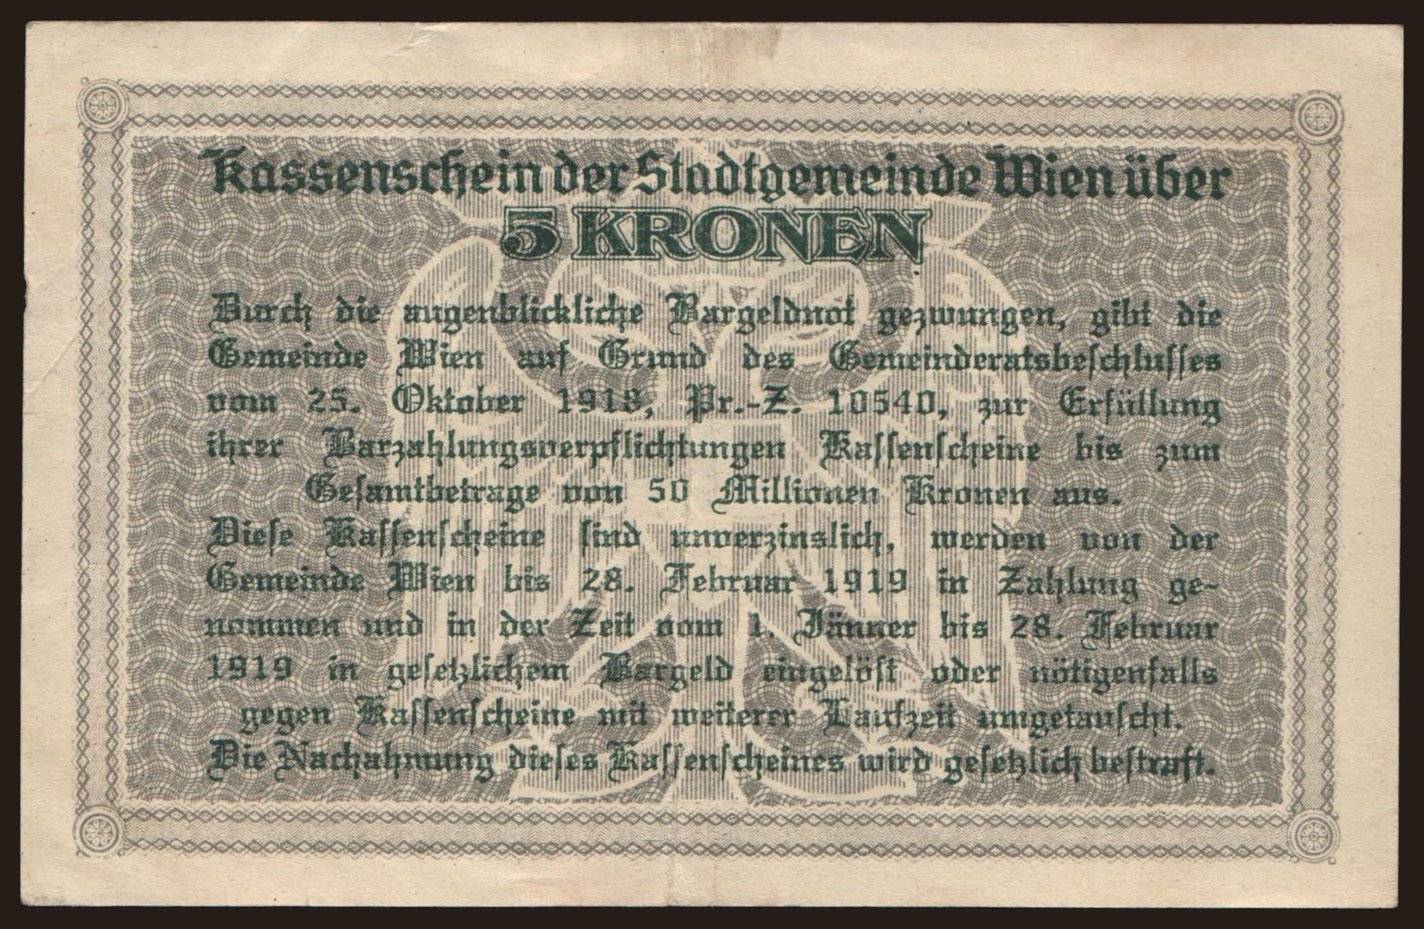 Kassenschein der Stadtgemeinde Wien über
5 KRONEN
Durch die augenblickliche Bargeldnot gezwungen, gibt die
Gemeinde Wien auf Grund des Gemeinderatsbeschlusses
vom 25. Oktober 1918, Pr.-Z. 10540, zur Erfüllung
ihrer Barzahlungsverpflichtungen Kassenscheine bis zum
Gesamtbetrage von 50 Millionen Kronen aus.
Diese Kassenscheine sind unverzinslich, werden von der
Gemeinde Wien bis 28. Februar 1919 in Zahlung ge-
nommen und in der Zeit vom 1. Jänner bis 28. Februar
1919 in gesetzlichem Bargeld eingelöst oder nötigenfalls
gegen Kassenscheine mit weiterer Laufzeit umgetauscht.
Die Nachahmung dieses Kassenscheines wird gesetzlich bestraft.